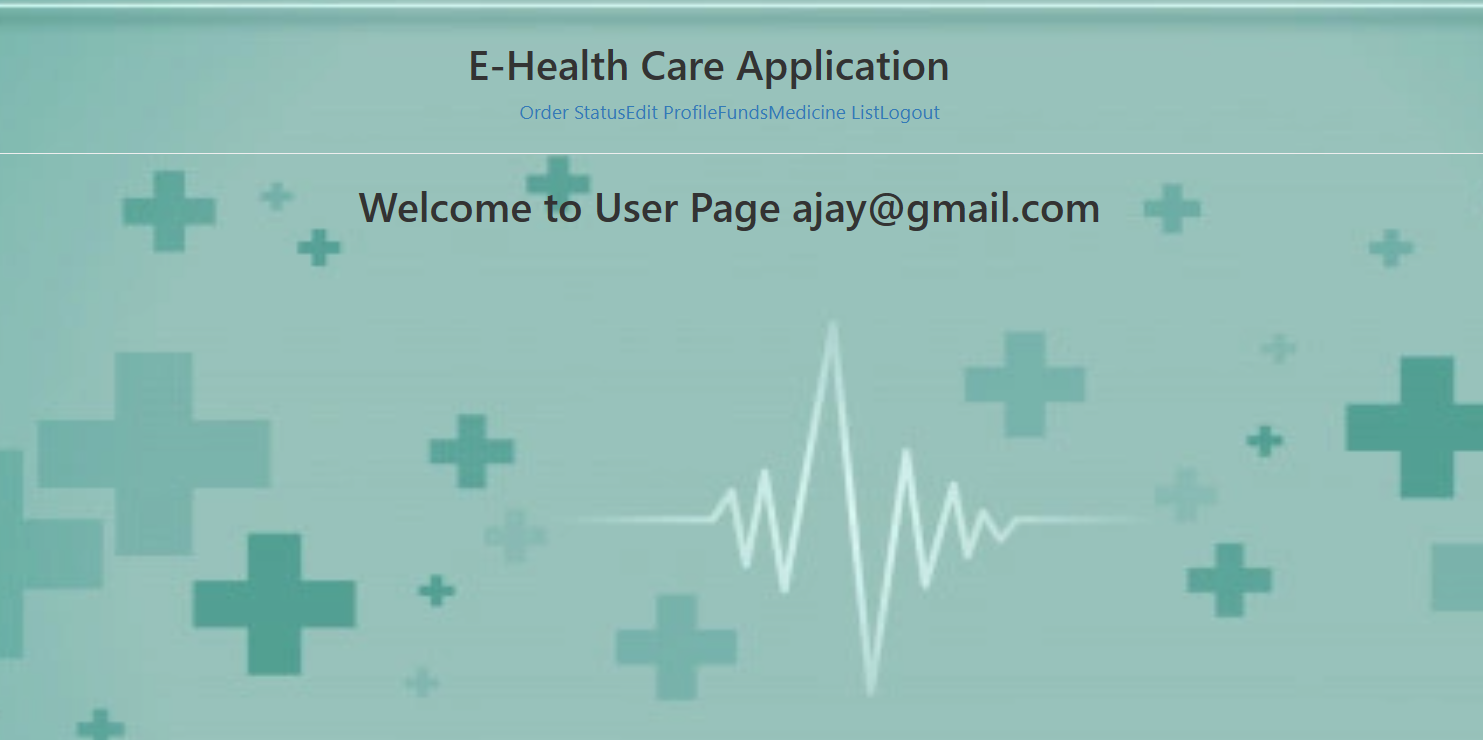 E-Health Care Application
Order StatusEdit ProfileFundsMedicine ListLogout
Welcome to User Page ajay@gmail.com